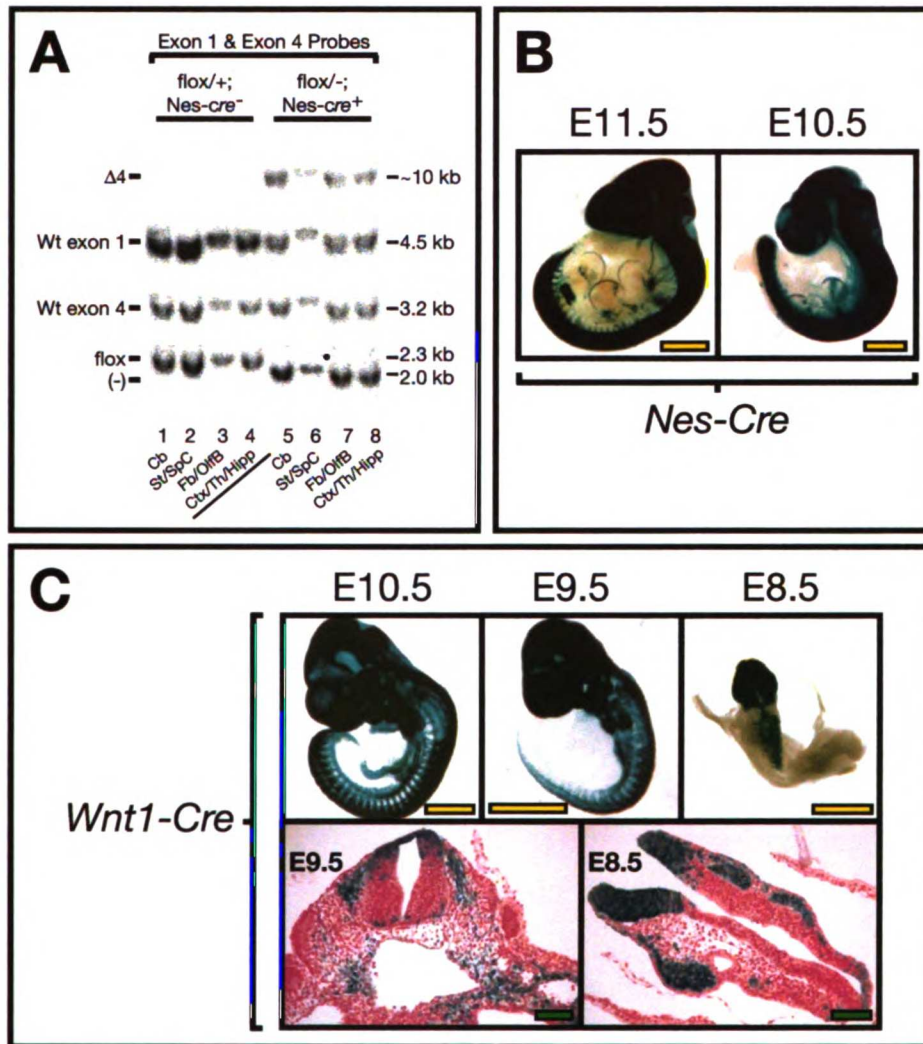 A
Exon 1 & Exon 4 Probes
flox/+;
Nes-cre-
flox/-;
Nes-cre+
Δ4
~10 kb
Wt exon 1
4.5 kb
Wt exon 4
3.2 kb
flox
2.3 kb
(-)
2.0 kb
1 2 3 4 5 6 7 8
Cb
St/SpC
Fb/OlfB
Ctx/Th/Hipp
Cb
St/SpC
Fb/OlfB
Ctx/Th/Hipp
B
E11.5
E10.5
Nes-Cre
C
E10.5
E9.5
E8.5
Wnt1-Cre
E9.5
E8.5